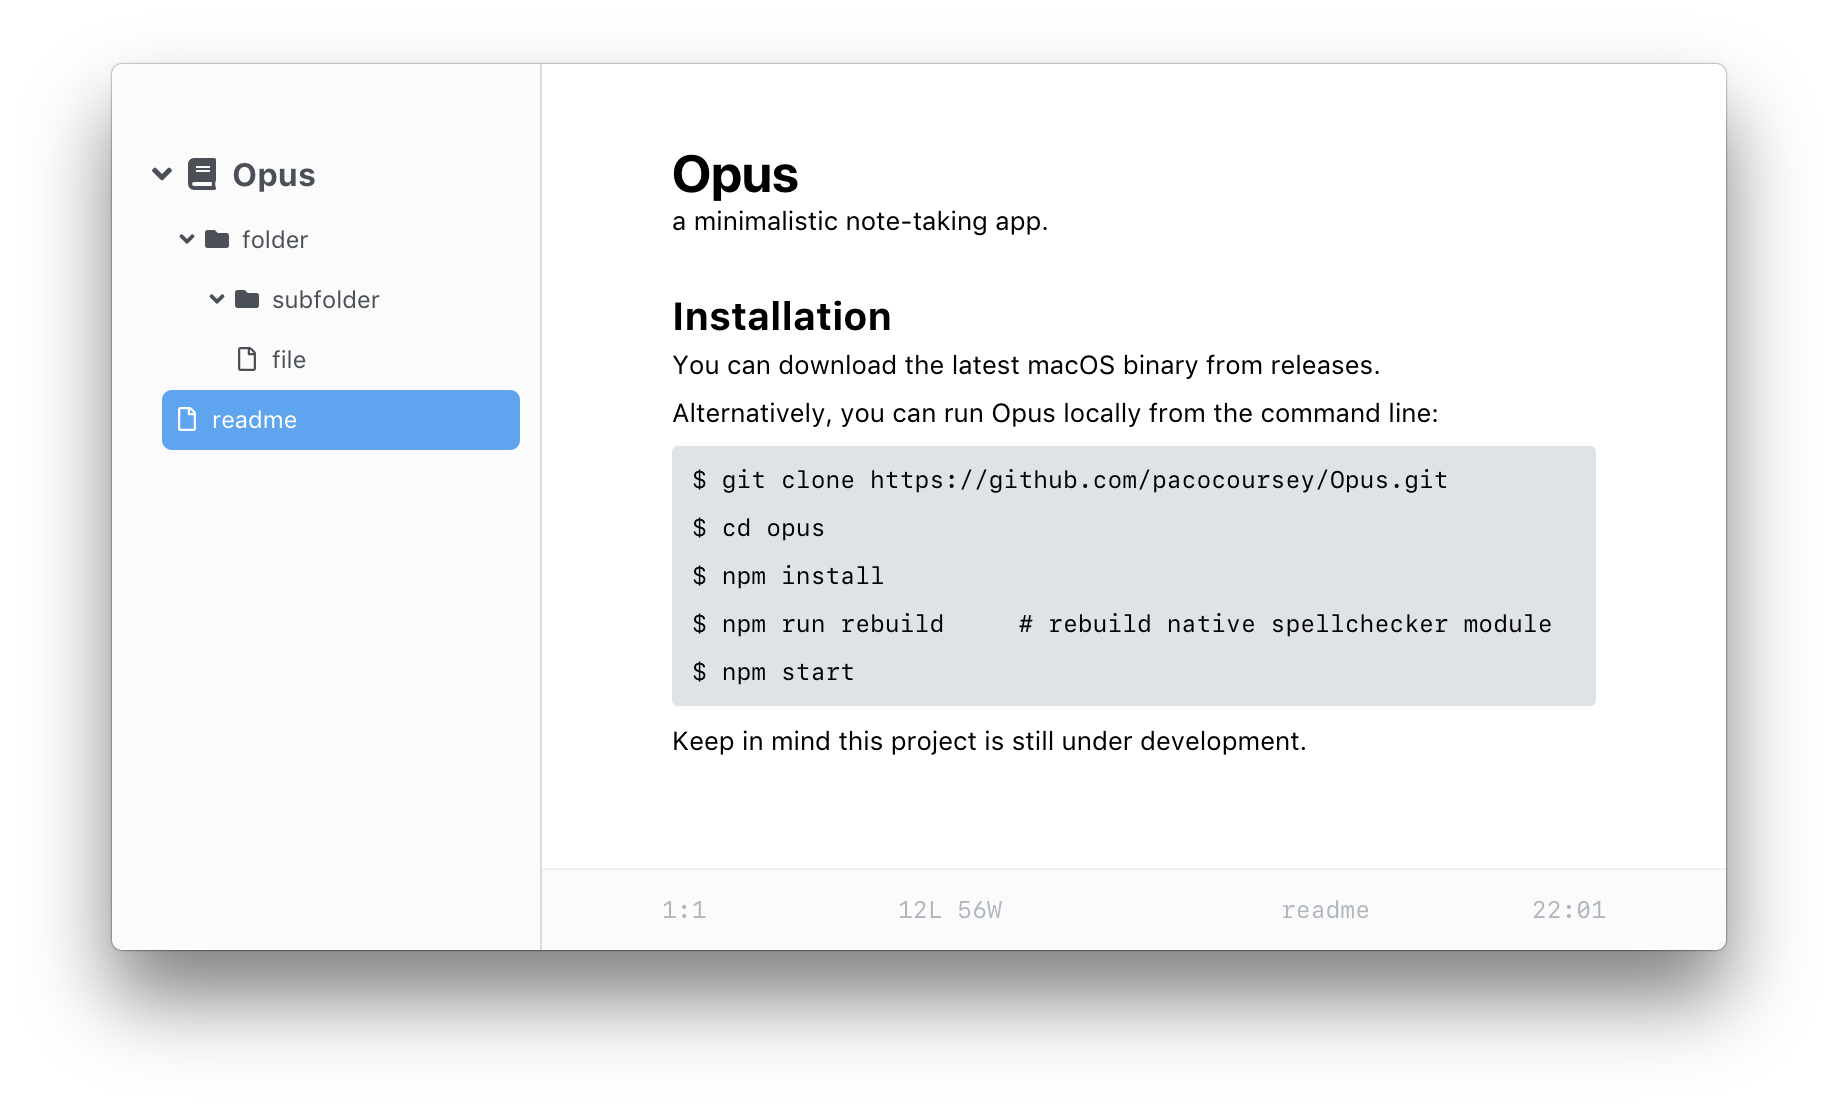 Opus
folder
subfolder
file
readme
Opus
a minimalistic note-taking app.
Installation
You can download the latest macOS binary from releases.
Alternatively, you can run Opus locally from the command line:
$ git clone https://github.com/pacocoursey/Opus.git
$ cd opus
$ npm install
$ npm run rebuild     # rebuild native spellchecker module
$ npm start
Keep in mind this project is still under development.
1:1 12L 56W readme 22:01